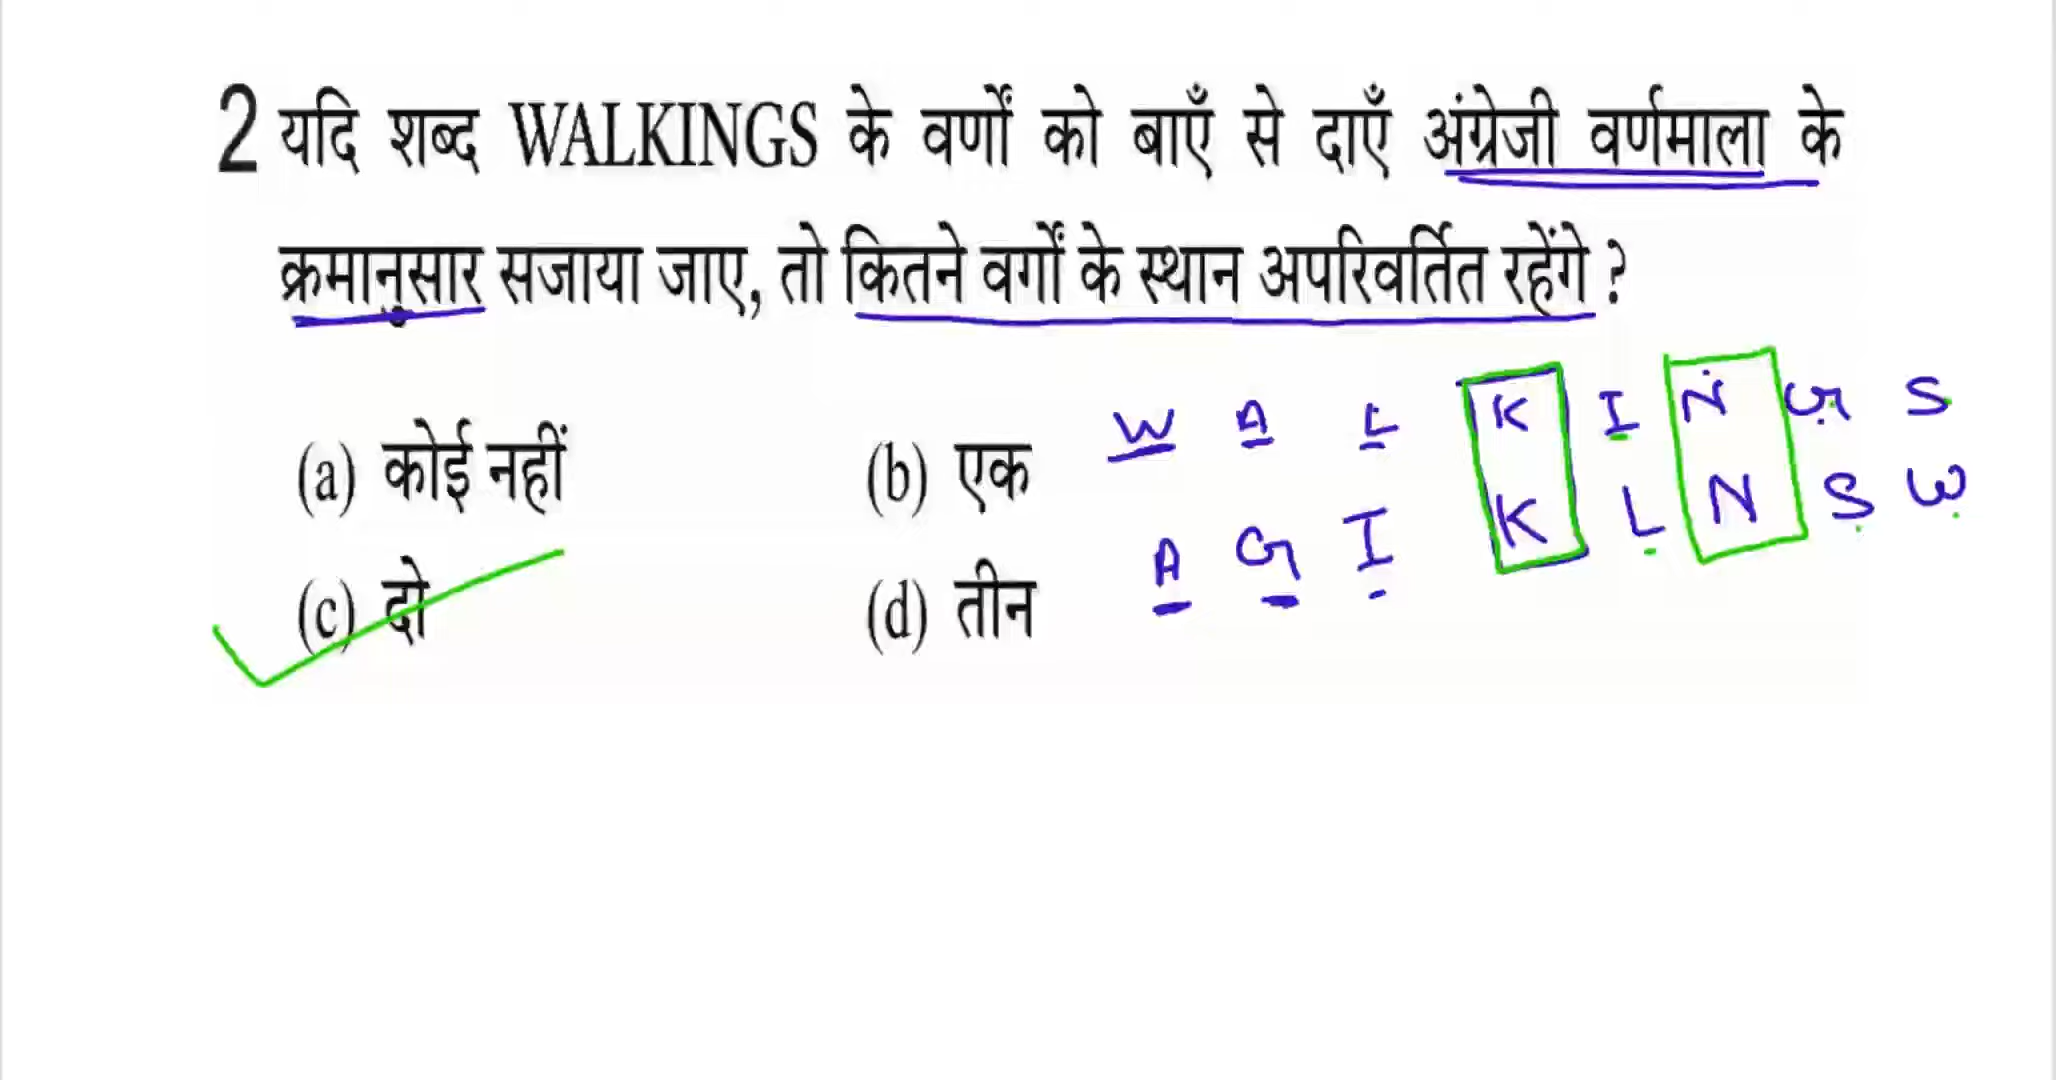 2 यदि शब्द WALKINGS के वर्णों को बाएँ से दाएँ अंग्रेजी वर्णमाला के
क्रमानुसार सजाया जाए, तो कितने वर्गों के स्थान अपरिवर्तित रहेंगे ?
(a) कोई नहीं (b) एक
W A L K I N G S
A G I K L N S W
(c) दो (d) तीन